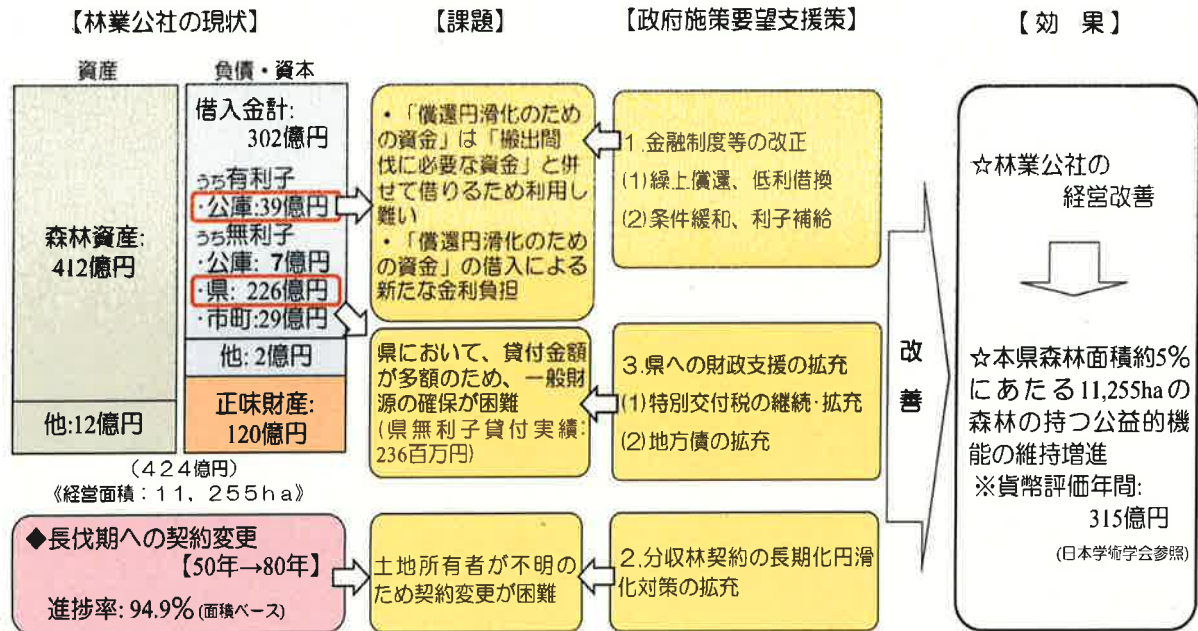 【林業公社の現状】
資産
負債・資本
森林資産:
412億円
他:12億円
借入金計:
302億円
うち有利子
・公庫:39億円
うち無利子
・公庫: 7億円
・県: 226億円
・市町:29億円
他: 2億円
正味財産:
120億円
(424億円)
《経営面積：11，255ha》
◆長伐期への契約変更
【50年→80年】
進捗率: 94.9% (面積ベース)
【課題】
・「償還円滑化のため
の資金」は「搬出間
伐に必要な資金」と併
せて借りるため利用し
難い
・「償還円滑化のため
の資金」の借入による
新たな金利負担
県において、貸付金額
が多額のため、一般財
源の確保が困難
(県無利子貸付実績:
236百万円)
土地所有者が不明の
ため契約変更が困難
【政府施策要望支援策】
1.金融制度等の改正
(1)繰上償還、低利借換
(2)条件緩和、利子補給
3.県への財政支援の拡充
(1)特別交付税の継続・拡充
(2)地方債の拡充
2.分収林契約の長期化円滑
化対策の拡充
改善
【効 果】
☆林業公社の
経営改善
☆本県森林面積約5%
にあたる11,255haの
森林の持つ公益的機
能の維持増進
※貨幣評価年間:
315億円
(日本学術学会参照)